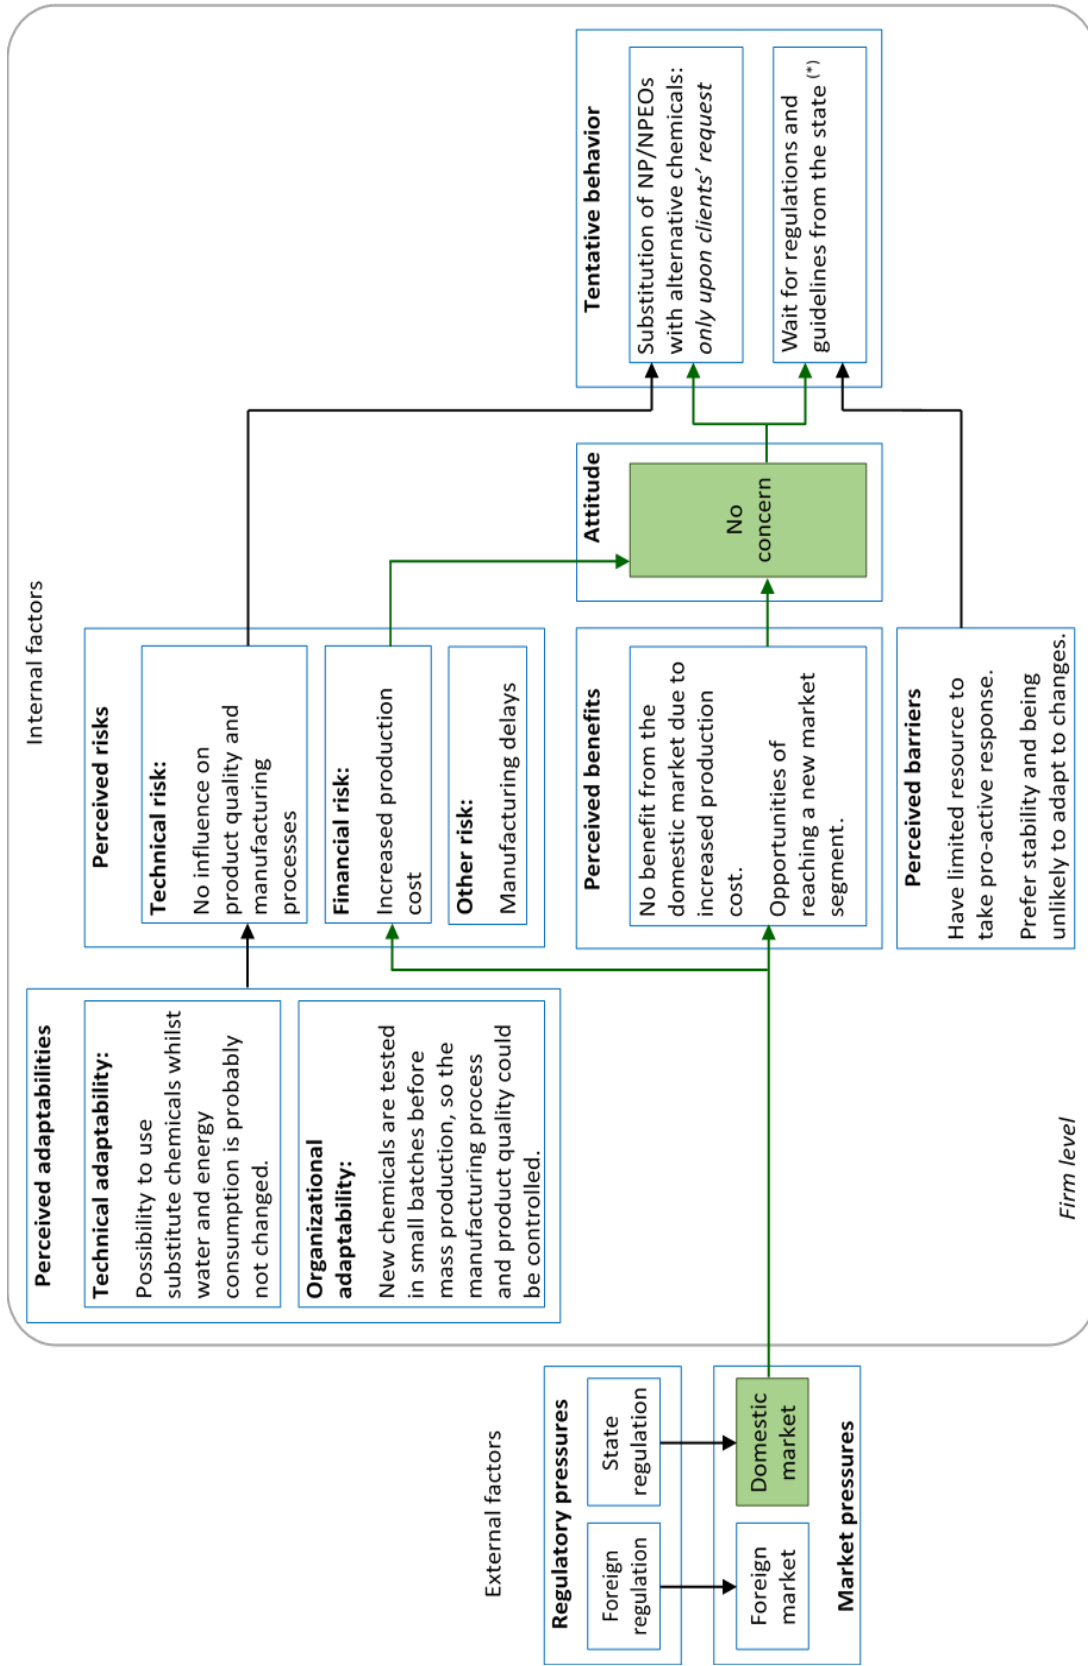 External factors
Regulatory pressures
Foreign
regulation
State
regulation
Foreign
market
Domestic
market
Market pressures
Internal factors
Perceived adaptabilities
Technical adaptability:
Possibility to use
substitute chemicals whilst
water and energy
consumption is probably
not changed.
Organizational
adaptability:
New chemicals are tested
in small batches before
mass production, so the
manufacturing process
and product quality could
be controlled.
Firm level
Perceived risks
Technical risk:
No influence on
product quality and
manufacturing
processes
Financial risk:
Increased production
cost
Other risk:
Manufacturing delays
Perceived benefits
No benefit from the
domestic market due to
increased production
cost.
Opportunities of
reaching a new market
segment.
Perceived barriers
Have limited resource to
take pro-active response.
Prefer stability and being
unlikely to adapt to changes.
Attitude
No
concern
Tentative behavior
Substitution of NP/NPEOs
with alternative chemicals:
only upon clients' request
Wait for regulations and
guidelines from the state (*)